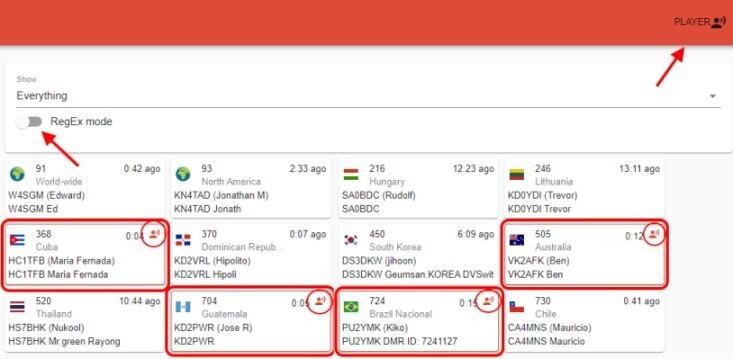 PLAYER
Show
Everything
RegEx mode
91 0:42 ago
World-wide
W4SGM (Edward)
W4SGM Ed
93 2:33 ago
North America
KN4TAD (Jonathan M)
KN4TAD Jonath
216 12:23 ago
Hungary
SA0BDC (Rudolf)
SA0BDC
246 13:11 ago
Lithuania
KD0YDI (Trevor)
KD0YDI Trevor
368 0:04
Cuba
HC1TFB (Maria Fernada)
HC1TFB Maria Fernada
370 0:07 ago
Dominican Repub...
KD2VRL (Hipolito)
KD2VRL Hipoli
450 6:09 ago
South Korea
DS3DKW (jihoon)
DS3DKW Geumsan.KOREA DVSwit
505 0:12
Australia
VK2AFK (Ben)
VK2AFK Ben
520 10:44 ago
Thailand
HS7BHK (Nukool)
HS7BHK Mr.green Rayong
704 0:05
Guatemala
KD2PWR (Jose R)
KD2PWR
724 0:15
Brazil Nacional
PU2YMK (Kiko)
PU2YMK DMR ID: 7241127
730 0:41 ago
Chile
CA4MNS (Mauricio)
CA4MNS (Mauricio)